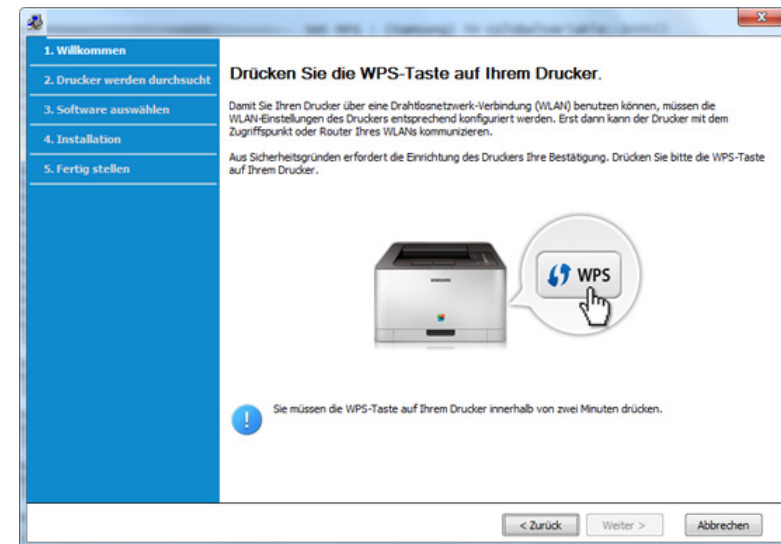 1. Willkommen
2. Drucker werden durchsucht
3. Software auswählen
4. Installation
5. Fertig stellen
Drücken Sie die WPS-Taste auf Ihrem Drucker.
Damit Sie Ihren Drucker über eine Drahtlosnetzwerk-Verbindung (WLAN) benutzen können, müssen die
WLAN-Einstellungen des Druckers entsprechend konfiguriert werden. Erst dann kann der Drucker mit dem
Zugriffspunkt oder Router Ihres WLANs kommunizieren.
Aus Sicherheitsgründen erfordert die Einrichtung des Druckers Ihre Bestätigung. Drücken Sie bitte die WPS-Taste
auf Ihrem Drucker.
SAMSUNG
WPS
Sie müssen die WPS-Taste auf Ihrem Drucker innerhalb von zwei Minuten drücken.
< Zurück
Weiter >
Abbrechen